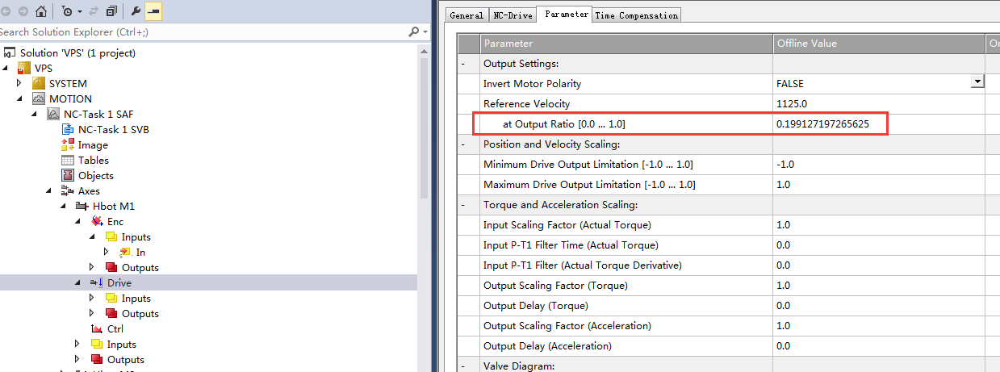 Search Solution Explorer (Ctrl+;)
Solution 'VPS' (1 project)
VPS
SYSTEM
MOTION
NC-Task 1 SAF
NC-Task 1 SVB
Image
Tables
Objects
Axes
Hbot M1
Enc
Inputs
In
Outputs
Drive
Inputs
Outputs
Ctrl
Inputs
Outputs
General NC-Drive Parameter Time Compensation
Parameter Offline Value
- Output Settings:
Invert Motor Polarity FALSE
Reference Velocity 1125.0
at Output Ratio [0.0 ... 1.0] 0.199127197265625
- Position and Velocity Scaling:
Minimum Drive Output Limitation [-1.0 ... 1.0] -1.0
Maximum Drive Output Limitation [-1.0 ... 1.0] 1.0
- Torque and Acceleration Scaling:
Input Scaling Factor (Actual Torque) 1.0
Input P-T1 Filter Time (Actual Torque) 0.0
Input P-T1 Filter (Actual Torque Derivative) 0.0
Output Scaling Factor (Torque) 1.0
Output Delay (Torque) 0.0
Output Scaling Factor (Acceleration) 1.0
Output Delay (Acceleration) 0.0
- Valve Diagram: